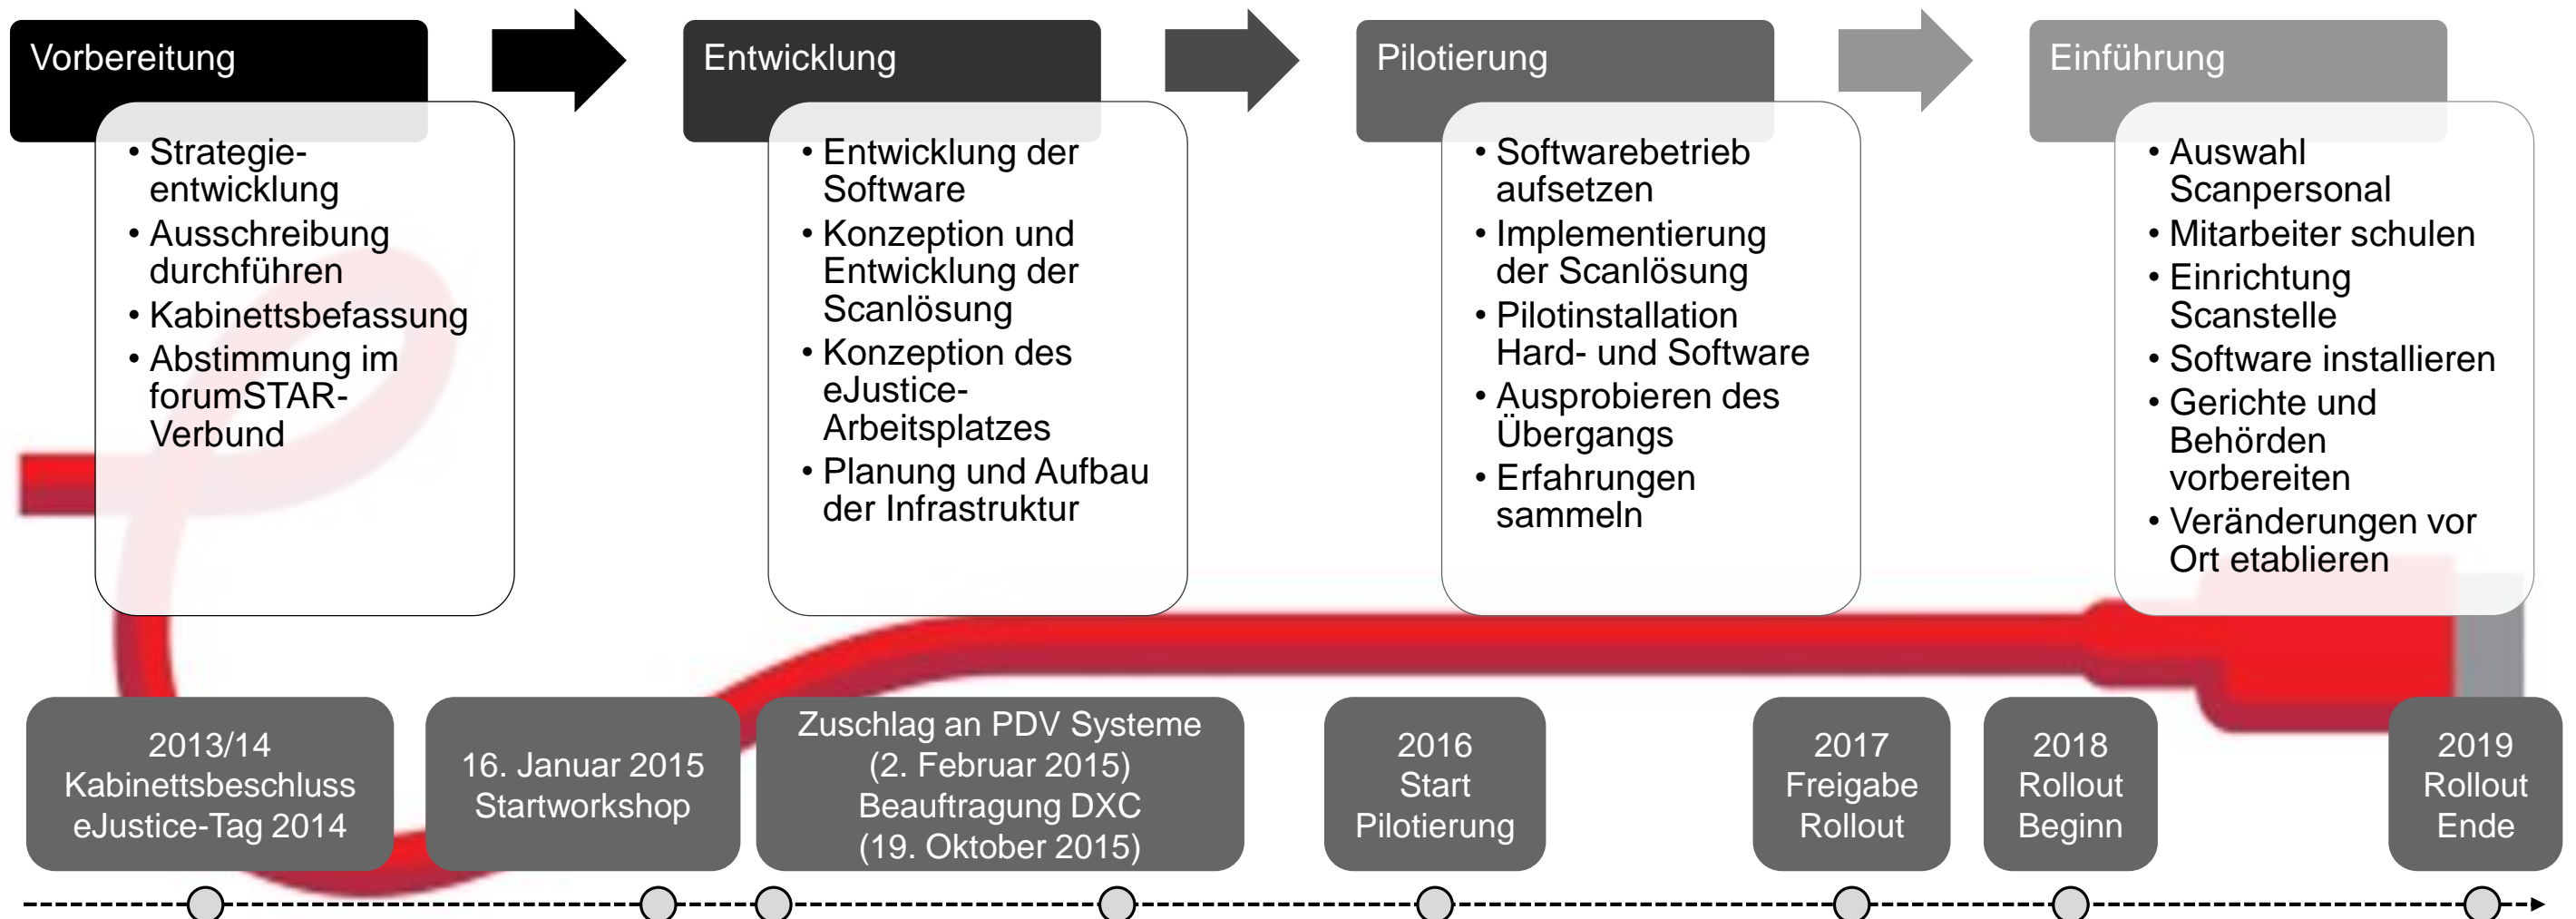 Vorbereitung
• Strategie-
entwicklung
• Ausschreibung
durchführen
• Kabinettsbefassung
• Abstimmung im
forumSTAR-
Verbund
Entwicklung
• Entwicklung der
Software
• Konzeption und
Entwicklung der
Scanlösung
• Konzeption des
eJustice-
Arbeitsplatzes
• Planung und Aufbau
der Infrastruktur
Pilotierung
• Softwarebetrieb
aufsetzen
• Implementierung
der Scanlösung
• Pilotinstallation
Hard- und Software
• Ausprobieren des
Übergangs
• Erfahrungen
sammeln
Einführung
• Auswahl
Scanpersonal
• Mitarbeiter schulen
• Einrichtung
Scanstelle
• Software installieren
• Gerichte und
Behörden
vorbereiten
• Veränderungen vor
Ort etablieren
2013/14
Kabinettsbeschluss
eJustice-Tag 2014
16. Januar 2015
Startworkshop
Zuschlag an PDV Systeme
(2. Februar 2015)
Beauftragung DXC
(19. Oktober 2015)
2016
Start
Pilotierung
2017
Freigabe
Rollout
2018
Rollout
Beginn
2019
Rollout
Ende